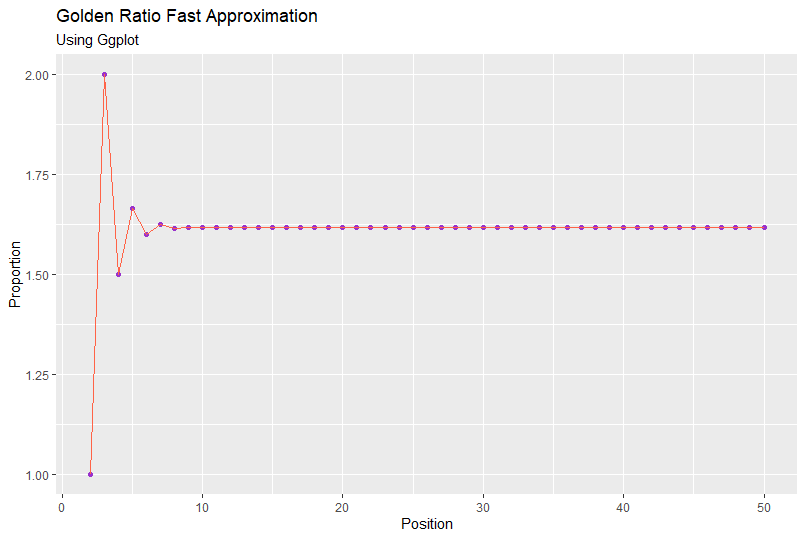 Golden Ratio Fast Approximation
Using Ggplot
2.00
1.75
1.50
1.25
1.00
Proportion
0 10 20 30 40 50
Position